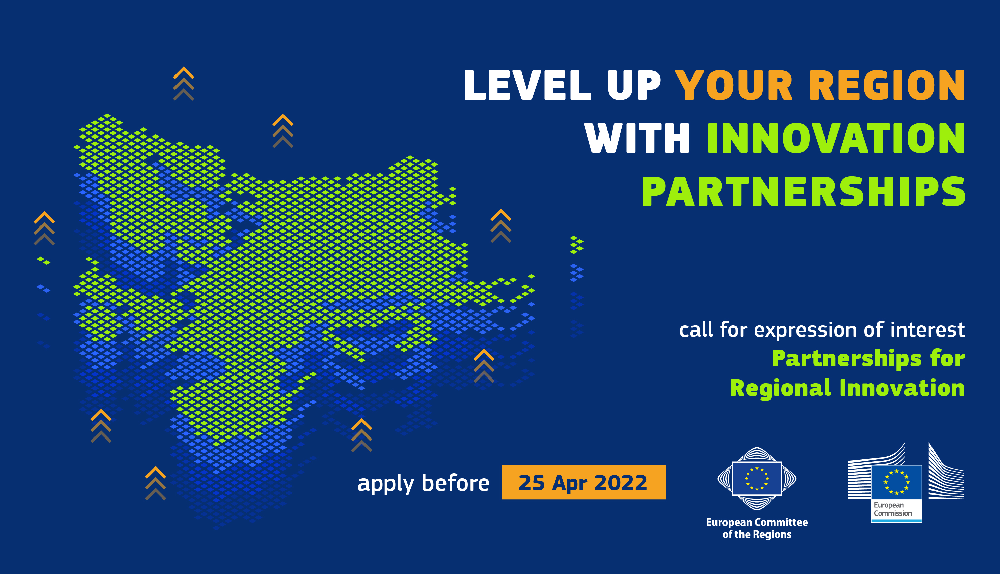 LEVEL UP YOUR REGION
WITH INNOVATION
PARTNERSHIPS
call for expression of interest
Partnerships for
Regional Innovation
apply before 25 Apr 2022
European Committee
of the Regions
European
Commission